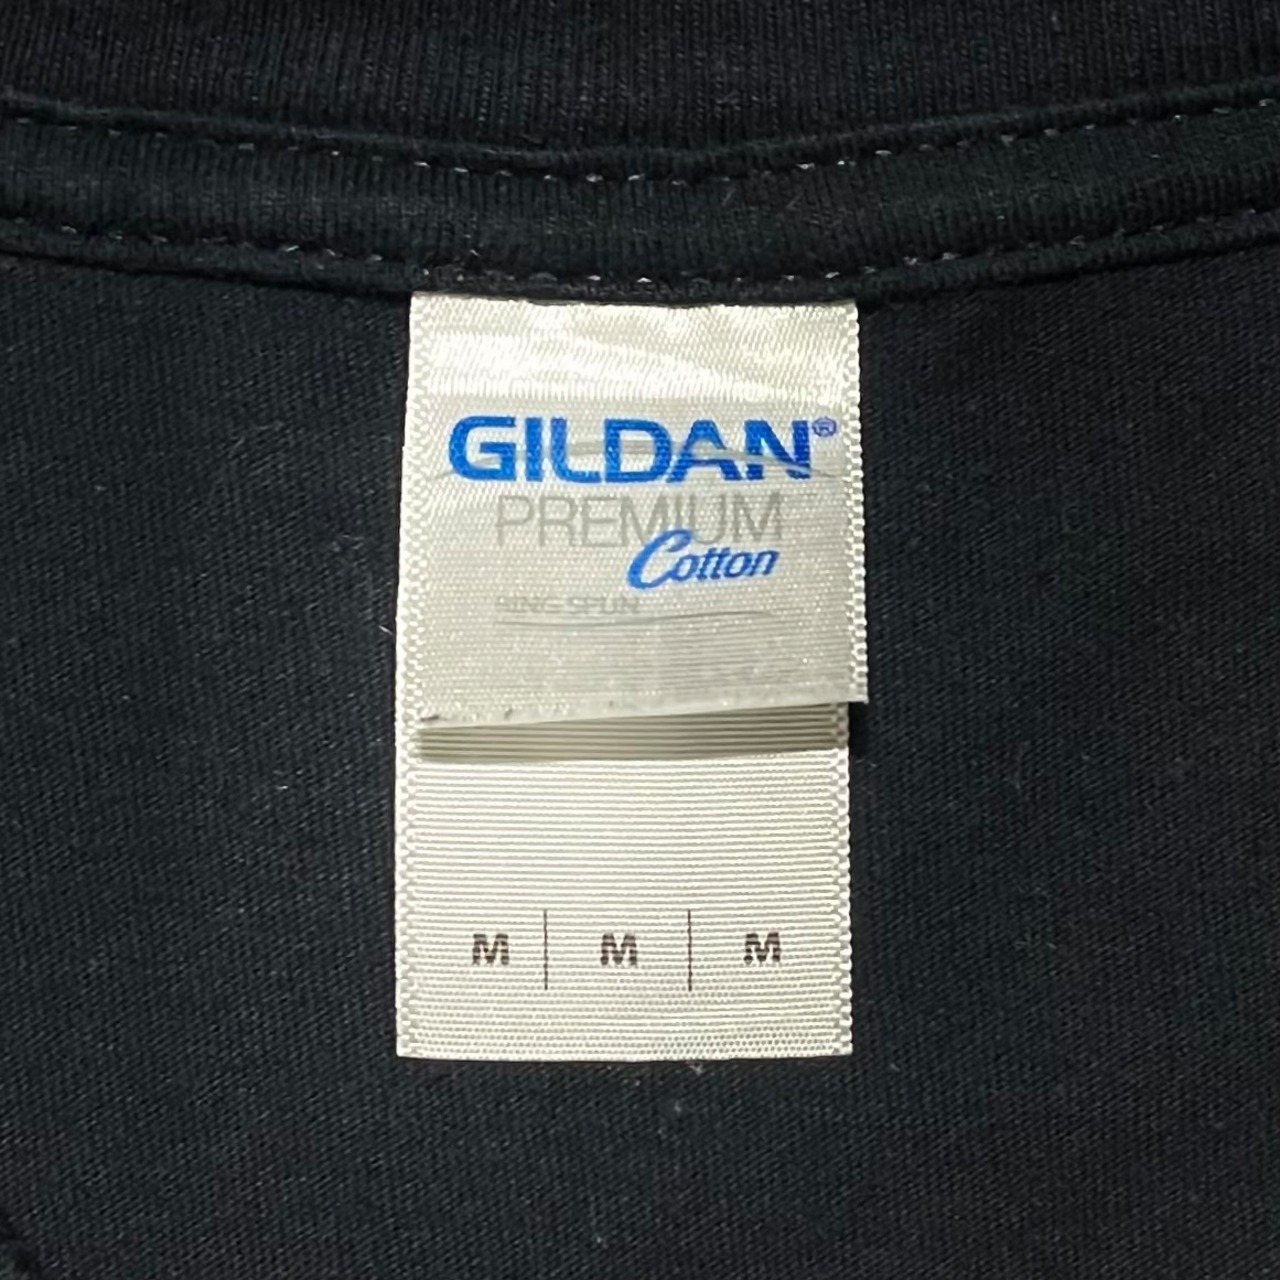 GILDAN®
PREMIUM
Cotton
RING SPUN
M | M | M